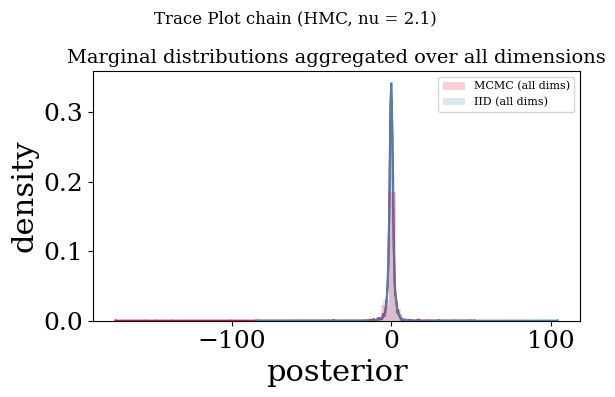 Trace Plot chain (HMC, nu = 2.1)
Marginal distributions aggregated over all dimensions
MCMC (all dims)
IID (all dims)
density
0.3
0.2
0.1
0.0
−100
0
100
posterior